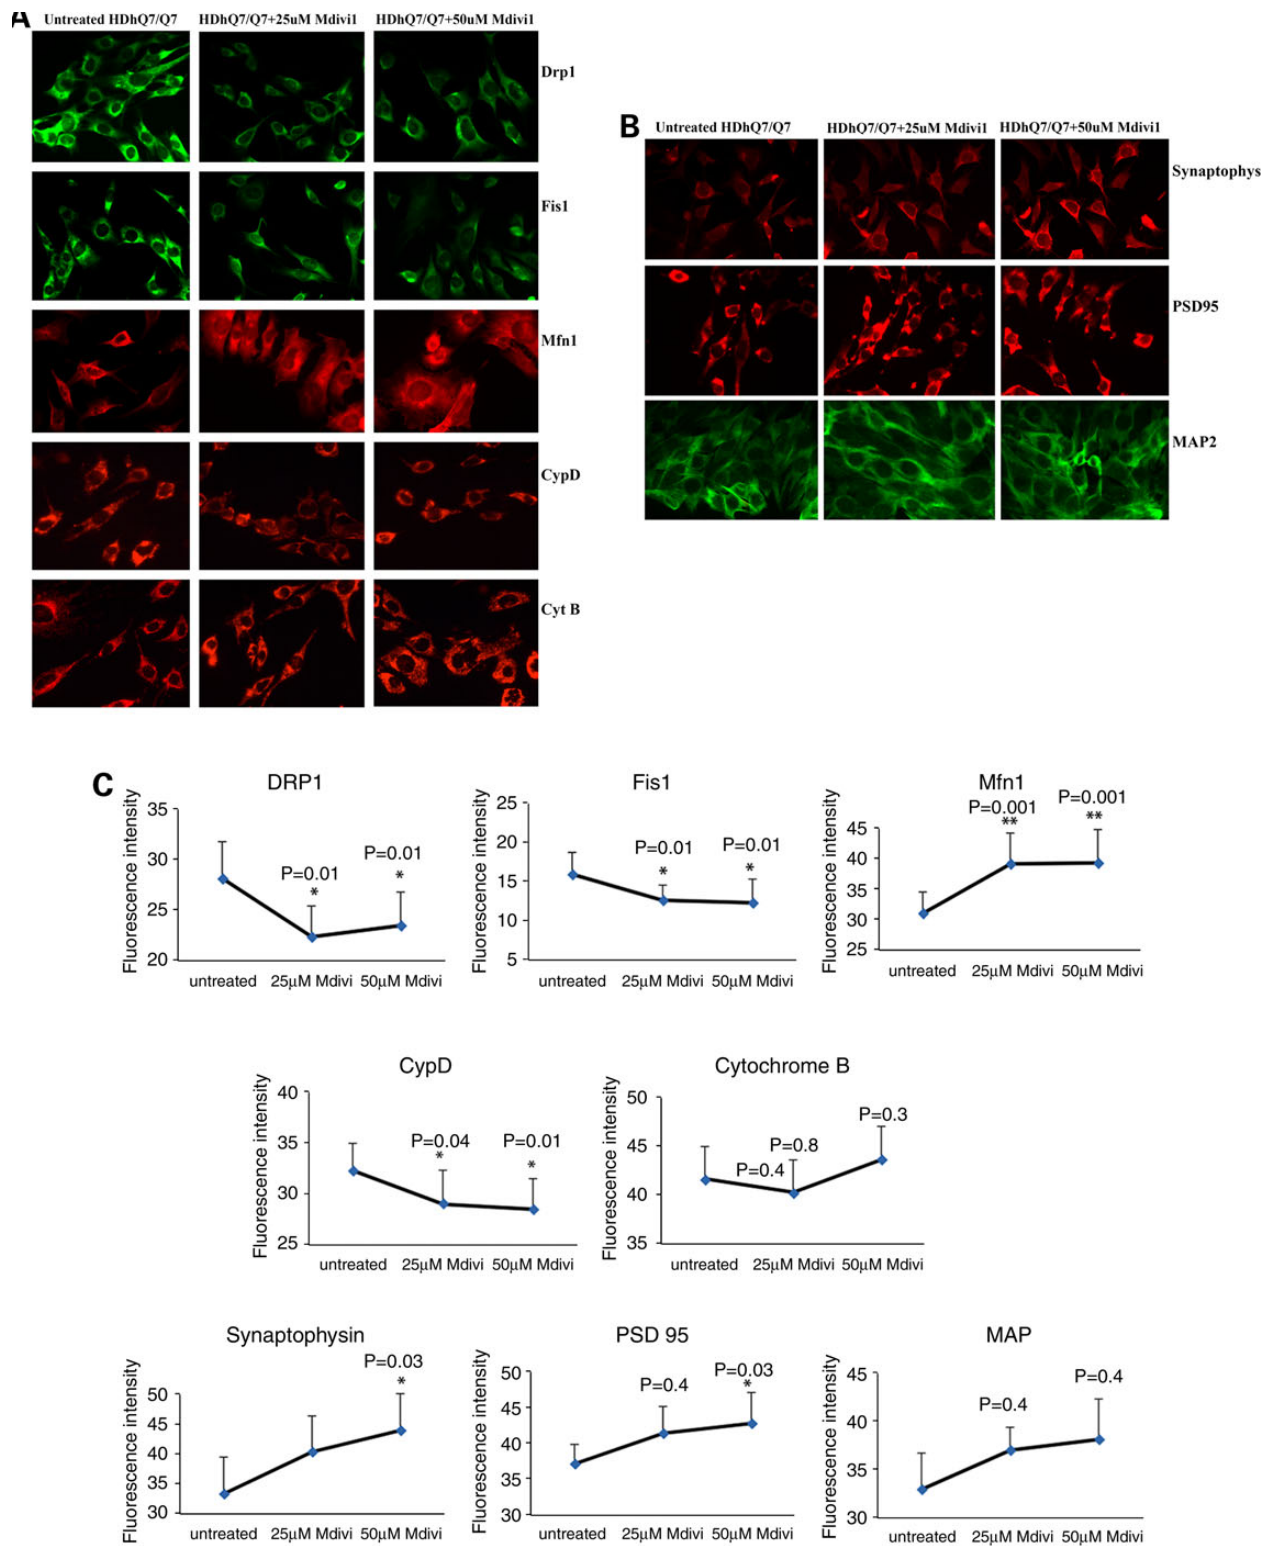 A
Untreated HDhQ7/Q7 HDhQ7/Q7+25uM Mdivi1 HDhQ7/Q7+50uM Mdivi1
Drp1
Fis1
Mfn1
CypD
Cyt B
B
Untreated HDhQ7/Q7 HDhQ7/Q7+25uM Mdivi1 HDhQ7/Q7+50uM Mdivi1
Synaptophys
PSD95
MAP2
C
DRP1
Fluorescence intensity
35
30
25
20
P=0.01
*
P=0.01
*
untreated 25μM Mdivi 50μM Mdivi
Fis1
Fluorescence intensity
25
20
15
10
5
P=0.01
*
P=0.01
*
untreated 25μM Mdivi 50μM Mdivi
Mfn1
Fluorescence intensity
45
40
35
30
25
P=0.001
**
P=0.001
**
untreated 25μM Mdivi 50μM Mdivi
CypD
Fluorescence intensity
40
35
30
25
P=0.04
*
P=0.01
*
untreated 25μM Mdivi 50μM Mdivi
Cytochrome B
Fluorescence intensity
50
45
40
35
P=0.4
P=0.8
P=0.3
untreated 25μM Mdivi 50μM Mdivi
Synaptophysin
Fluorescence intensity
50
45
40
35
30
P=0.03
*
untreated 25μM Mdivi 50μM Mdivi
PSD 95
Fluorescence intensity
50
45
40
35
30
P=0.4
P=0.03
*
untreated 25μM Mdivi 50μM Mdivi
MAP
Fluorescence intensity
45
40
35
30
P=0.4
P=0.4
untreated 25μM Mdivi 50μM Mdivi